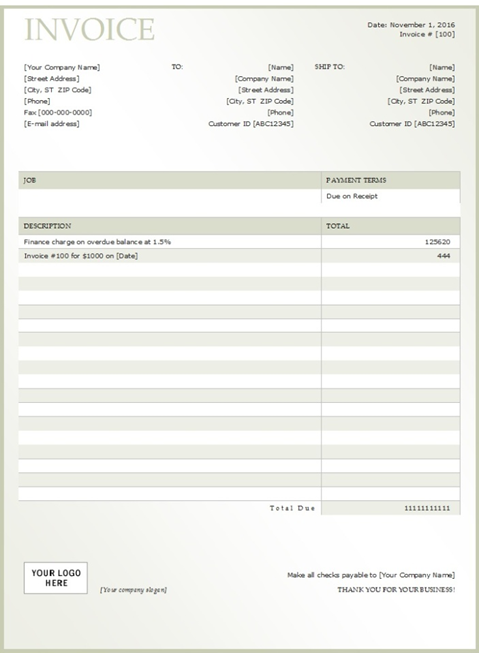 INVOICE
Date: November 1, 2016
Invoice # [100]
[Your Company Name]
[Street Address]
[City, ST ZIP Code]
[Phone]
Fax [000-000-0000]
[E-mail address]
TO:
[Name]
[Company Name]
[Street Address]
[City, ST ZIP Code]
[Phone]
Customer ID [ABC12345]
SHIP TO:
[Name]
[Company Name]
[Street Address]
[City, ST ZIP Code]
[Phone]
Customer ID [ABC12345]
JOB PAYMENT TERMS
Due on Receipt
DESCRIPTION TOTAL
Finance charge on overdue balance at 1.5% 125620
Invoice #100 for $1000 on [Date] 444
Total Due 11111111111
YOUR LOGO
HERE
[Your company slogan]
Make all checks payable to [Your Company Name]
THANK YOU FOR YOUR BUSINESS!